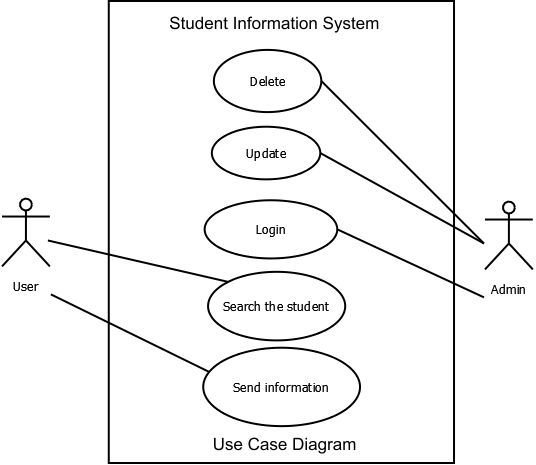 Student Information System
Delete
Update
Login
User
Admin
Search the student
Send information
Use Case Diagram